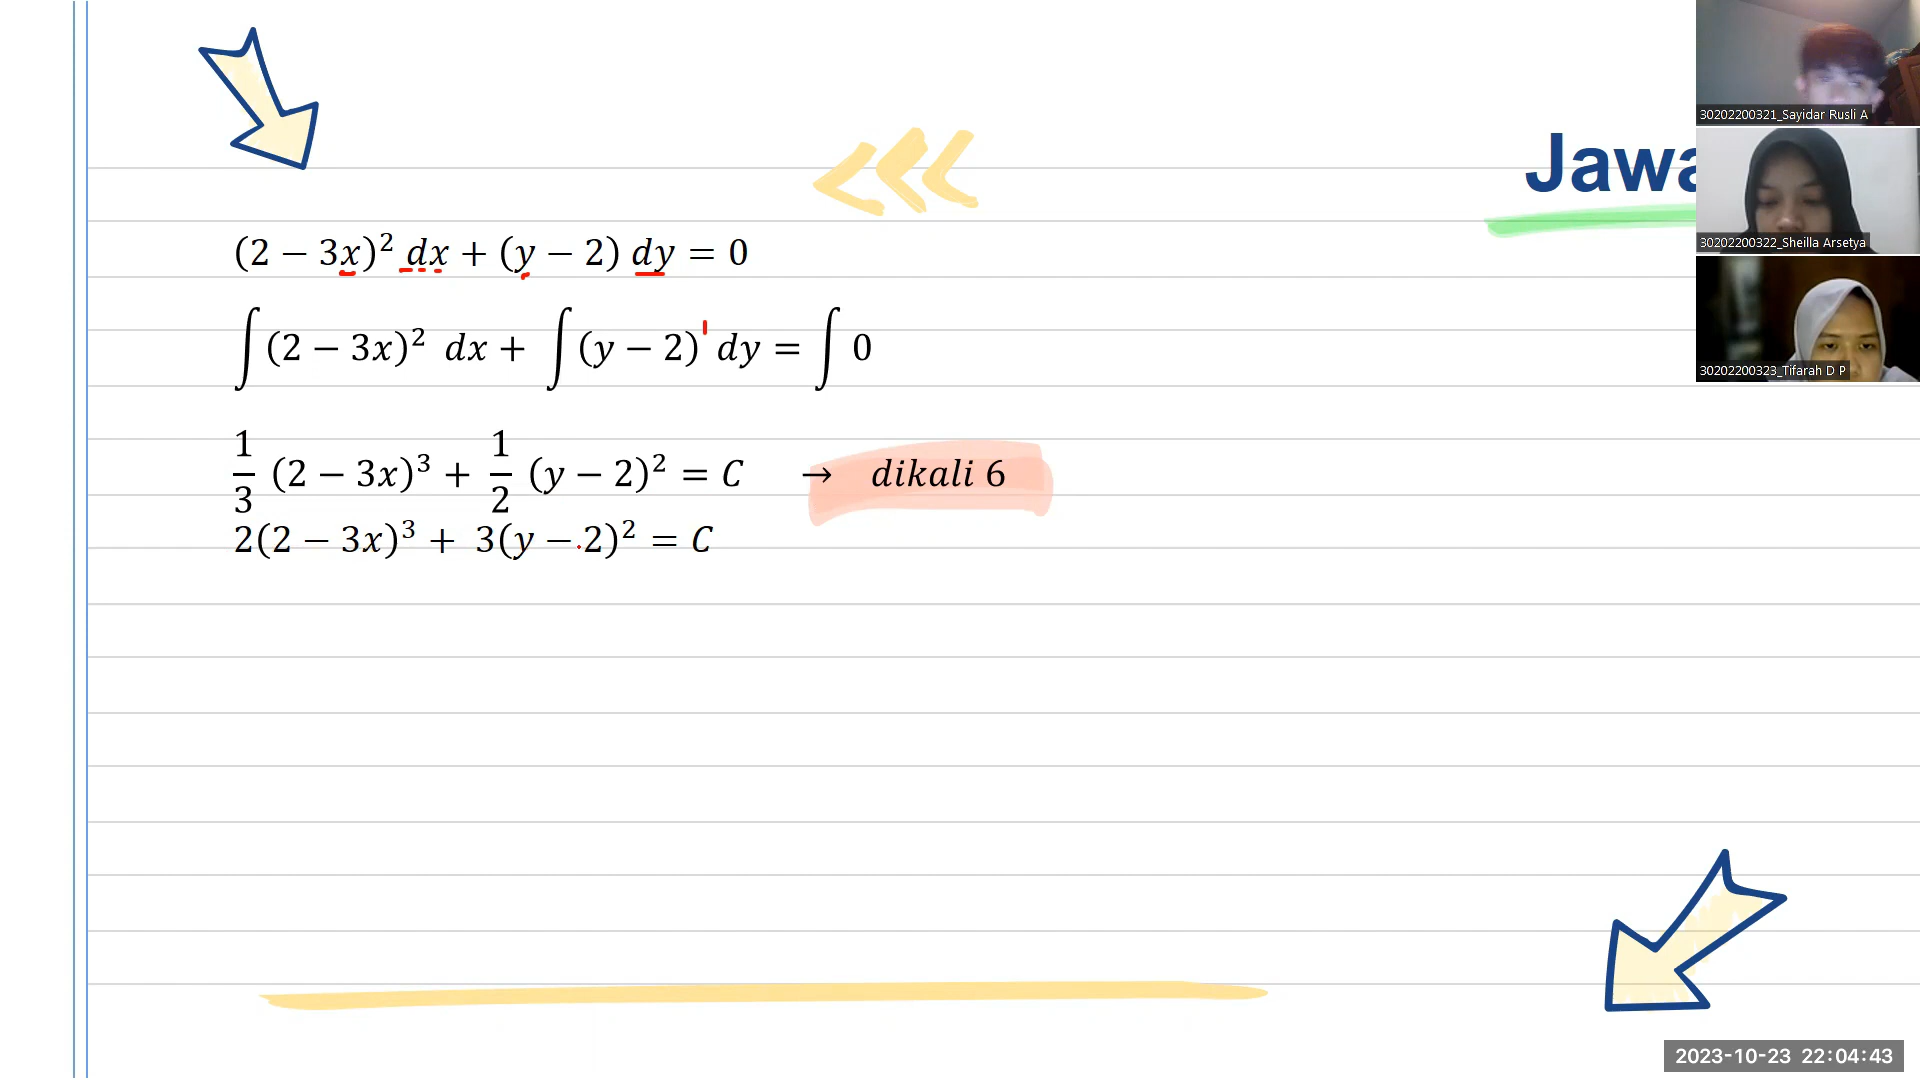 30202200321_Sayidar Rusli A
Jawa
30202200322_Sheilla Arsetya
(2 − 3x)² dx + (y − 2) dy = 0
∫(2 − 3x)² dx + ∫(y − 2)' dy = ∫ 0
30202200323_Tifarah D P
1/3 (2 − 3x)³ + 1/2 (y − 2)² = C → dikali 6
2(2 − 3x)³ + 3(y − 2)² = C
2023-10-23 22:04:43